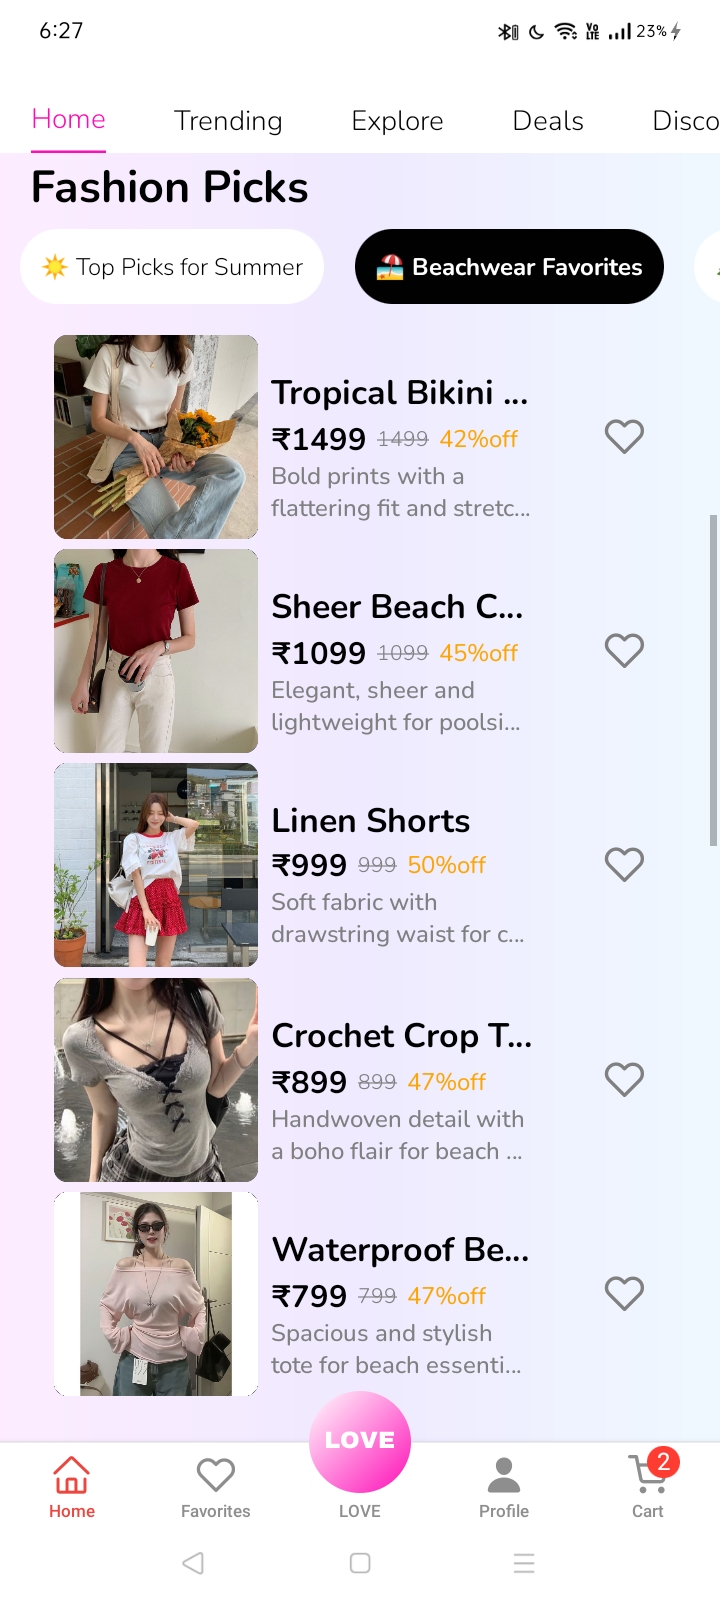 6:27
VO LTE 23%
Home Trending Explore Deals Disco
Fashion Picks
☀️ Top Picks for Summer 🏖️ Beachwear Favorites
Tropical Bikini ...
₹1499 1499 42%off
Bold prints with a
flattering fit and stretc...
Sheer Beach C...
₹1099 1099 45%off
Elegant, sheer and
lightweight for poolsi...
Linen Shorts
₹999 999 50%off
Soft fabric with
drawstring waist for c...
Crochet Crop T...
₹899 899 47%off
Handwoven detail with
a boho flair for beach ...
Waterproof Be...
₹799 799 47%off
Spacious and stylish
tote for beach essenti...
LOVE
2
Home Favorites LOVE Profile Cart